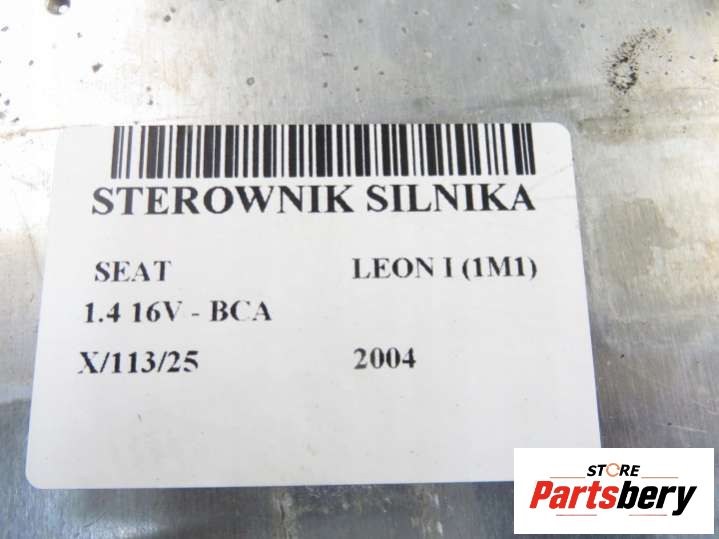 STEROWNIK SILNIKA
SEAT LEON I (1M1)
1.4 16V - BCA
X/113/25 2004
STORE
Partsbery